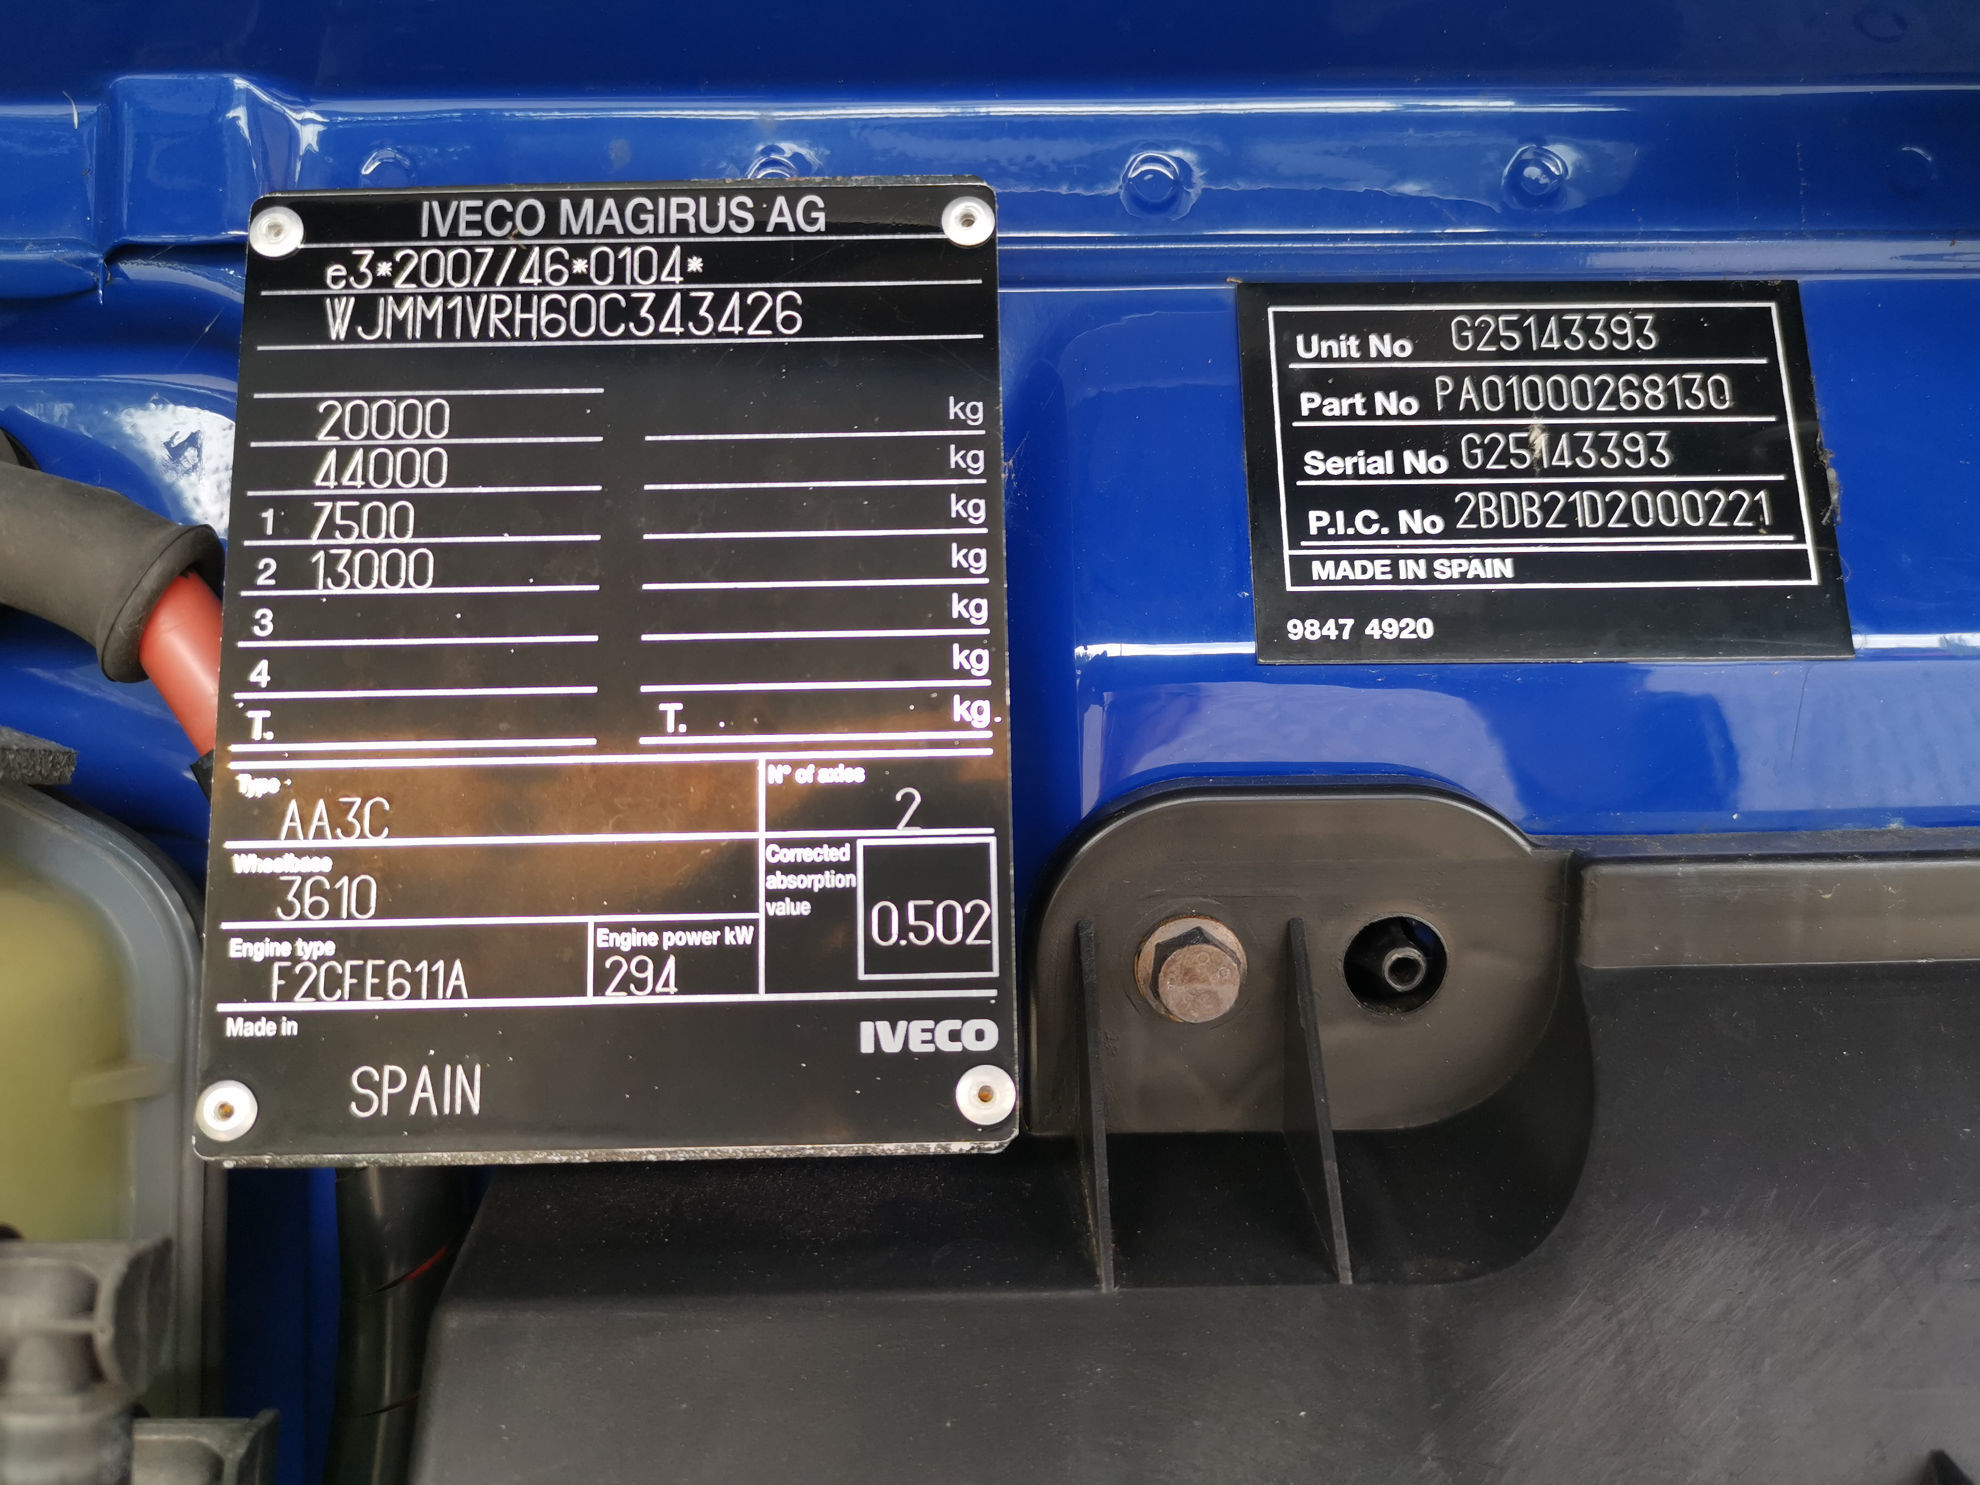 IVECO MAGIRUS AG
e3*2007/46*0104*
WJMM1VRH60C343426
20000 kg
44000 kg
1 7500 kg
2 13000 kg
3 kg
4 kg
T. T. kg
Type
AA3C
N° of axles
2
Wheelbase
3610
Corrected
absorption
value
0.502
Engine type
F2CFE611A
Engine power kW
294
Made in
IVECO
SPAIN
Unit No G25143393
Part No PA01000268130
Serial No G25143393
P.I.C. No 2BDB21D2000221
MADE IN SPAIN
9847 4920